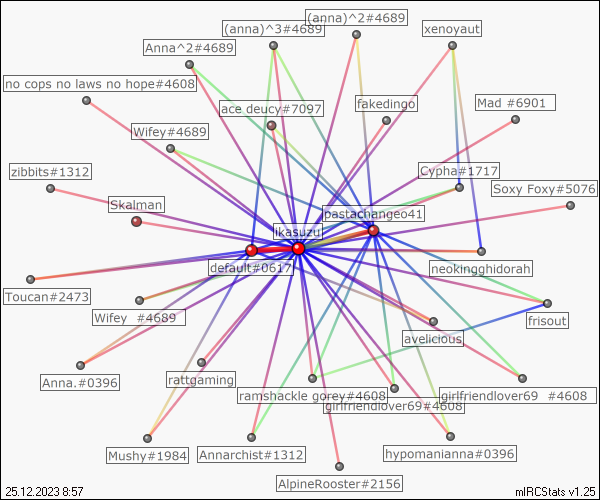 (anna)^2#4689
(anna)^3#4689
xenoyaut
Anna^2#4689
no cops no laws no hope#4608
ace deucy#7097
fakedingo
Mad #6901
Wifey#4689
zibbits#1312
Cypha#1717
Soxy Foxy#5076
Skalman
pastachangeo41
ikasuzu
default#0617
neokingghidorah
Toucan#2473
Wifey #4689
frisout
avelicious
Anna.#0396
rattgaming
ramshackle gorey#4608
girlfriendlover69 #4608
girlfriendlover69#4608
Mushy#1984
Annarchist#1312
hypomanianna#0396
AlpineRooster#2156
25.12.2023 8:57
mIRCStats v1.25